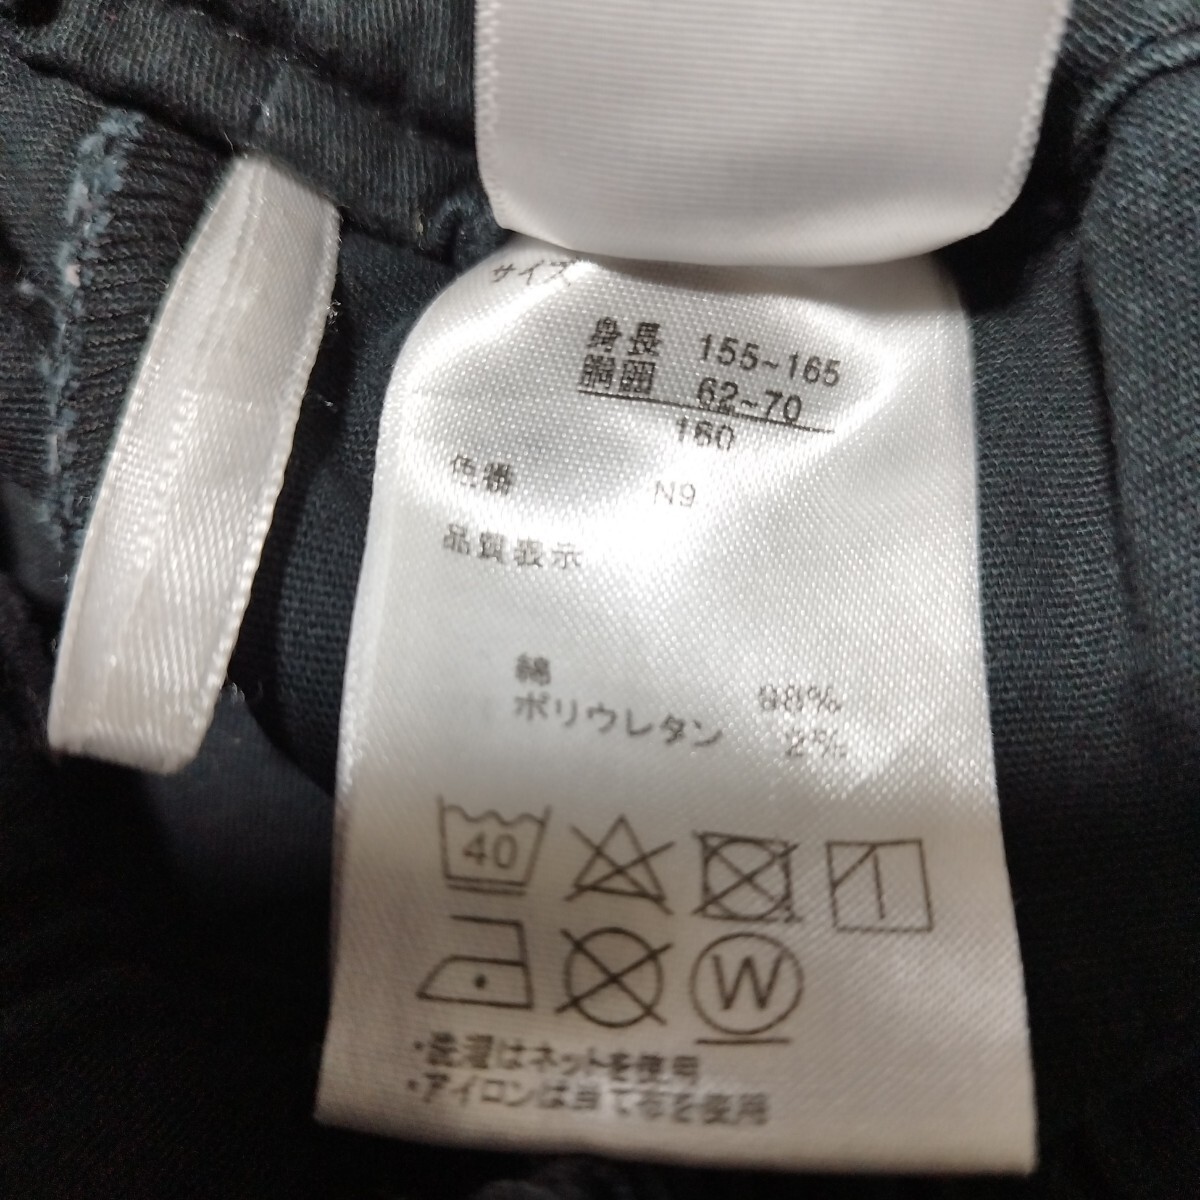 サイズ
身長 155~165
胴囲 62~70
160
色番 N9
品質表示
綿 98%
ポリウレタン 2%
40
W
・洗濯はネットを使用
・アイロンは当て布を使用